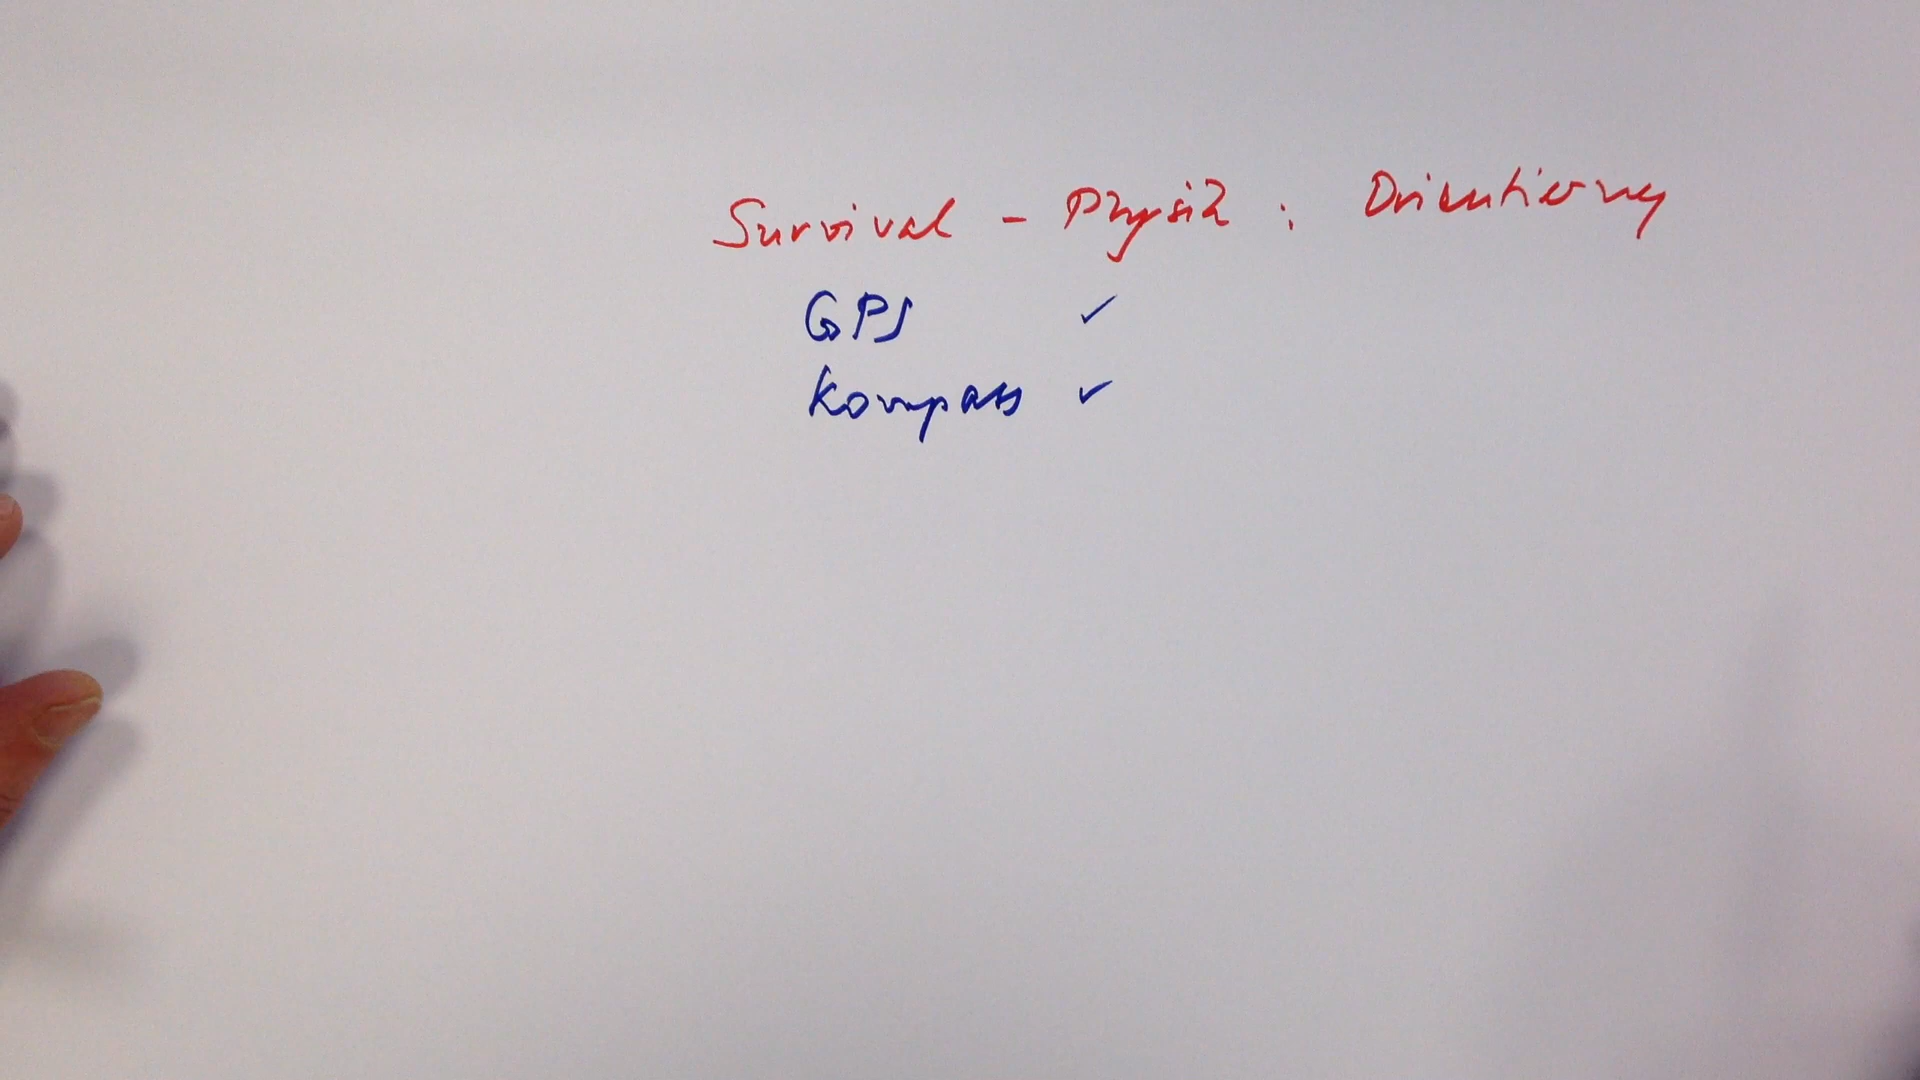 Survival - Physik : Orientierung
GPS ✓
Kompass ✓